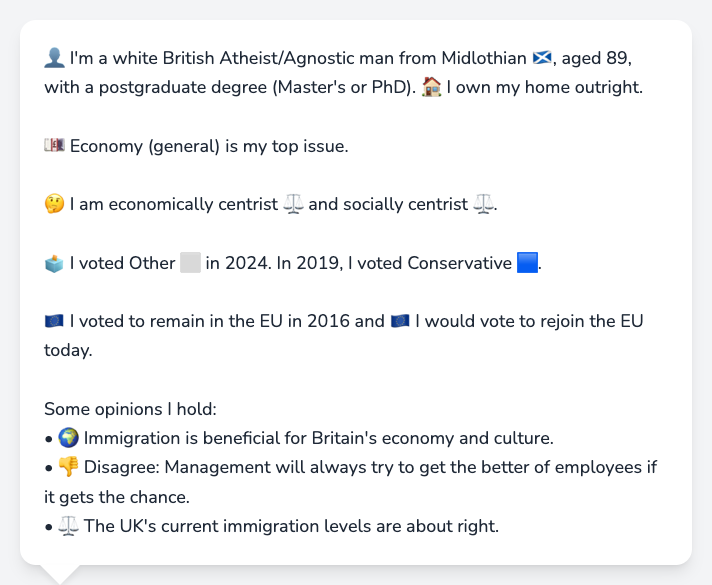 👤 I'm a white British Atheist/Agnostic man from Midlothian 🏴󠁧󠁢󠁳󠁣󠁴󠁿, aged 89,
with a postgraduate degree (Master's or PhD). 🏠 I own my home outright.
💷 Economy (general) is my top issue.
🤔 I am economically centrist ⚖️ and socially centrist ⚖️.
🗳️ I voted Other ⬜ in 2024. In 2019, I voted Conservative 🟦.
🇪🇺 I voted to remain in the EU in 2016 and 🇪🇺 I would vote to rejoin the EU
today.
Some opinions I hold:
• 🌍 Immigration is beneficial for Britain's economy and culture.
• 👎 Disagree: Management will always try to get the better of employees if
it gets the chance.
• ⚖️ The UK's current immigration levels are about right.